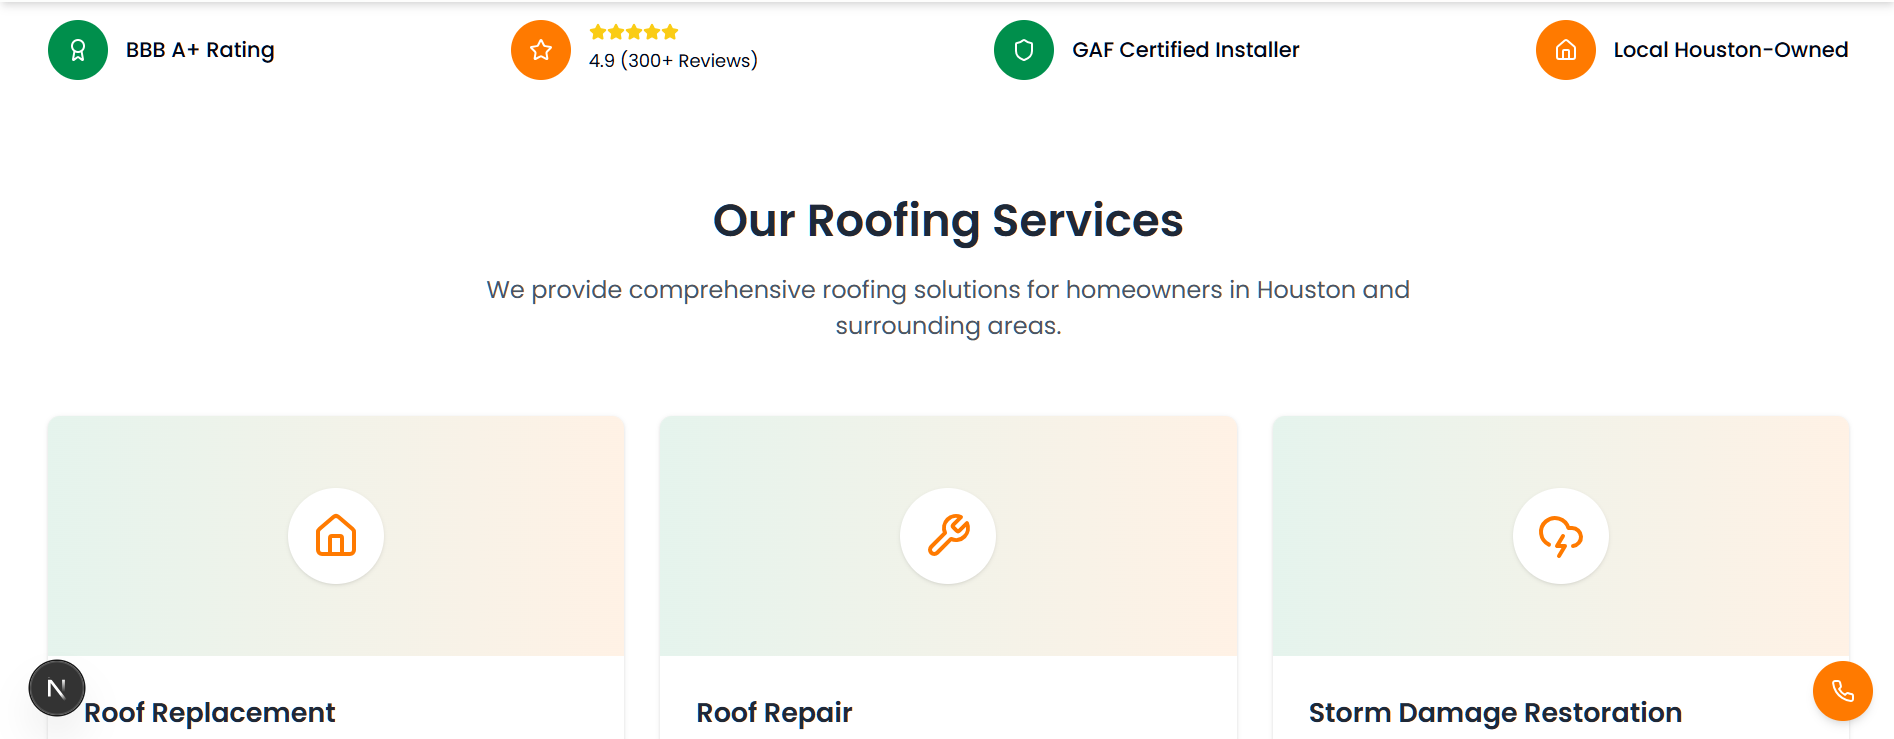 BBB A+ Rating
4.9 (300+ Reviews)
GAF Certified Installer
Local Houston-Owned
Our Roofing Services
We provide comprehensive roofing solutions for homeowners in Houston and
surrounding areas.
N
Roof Replacement
Roof Repair
Storm Damage Restoration